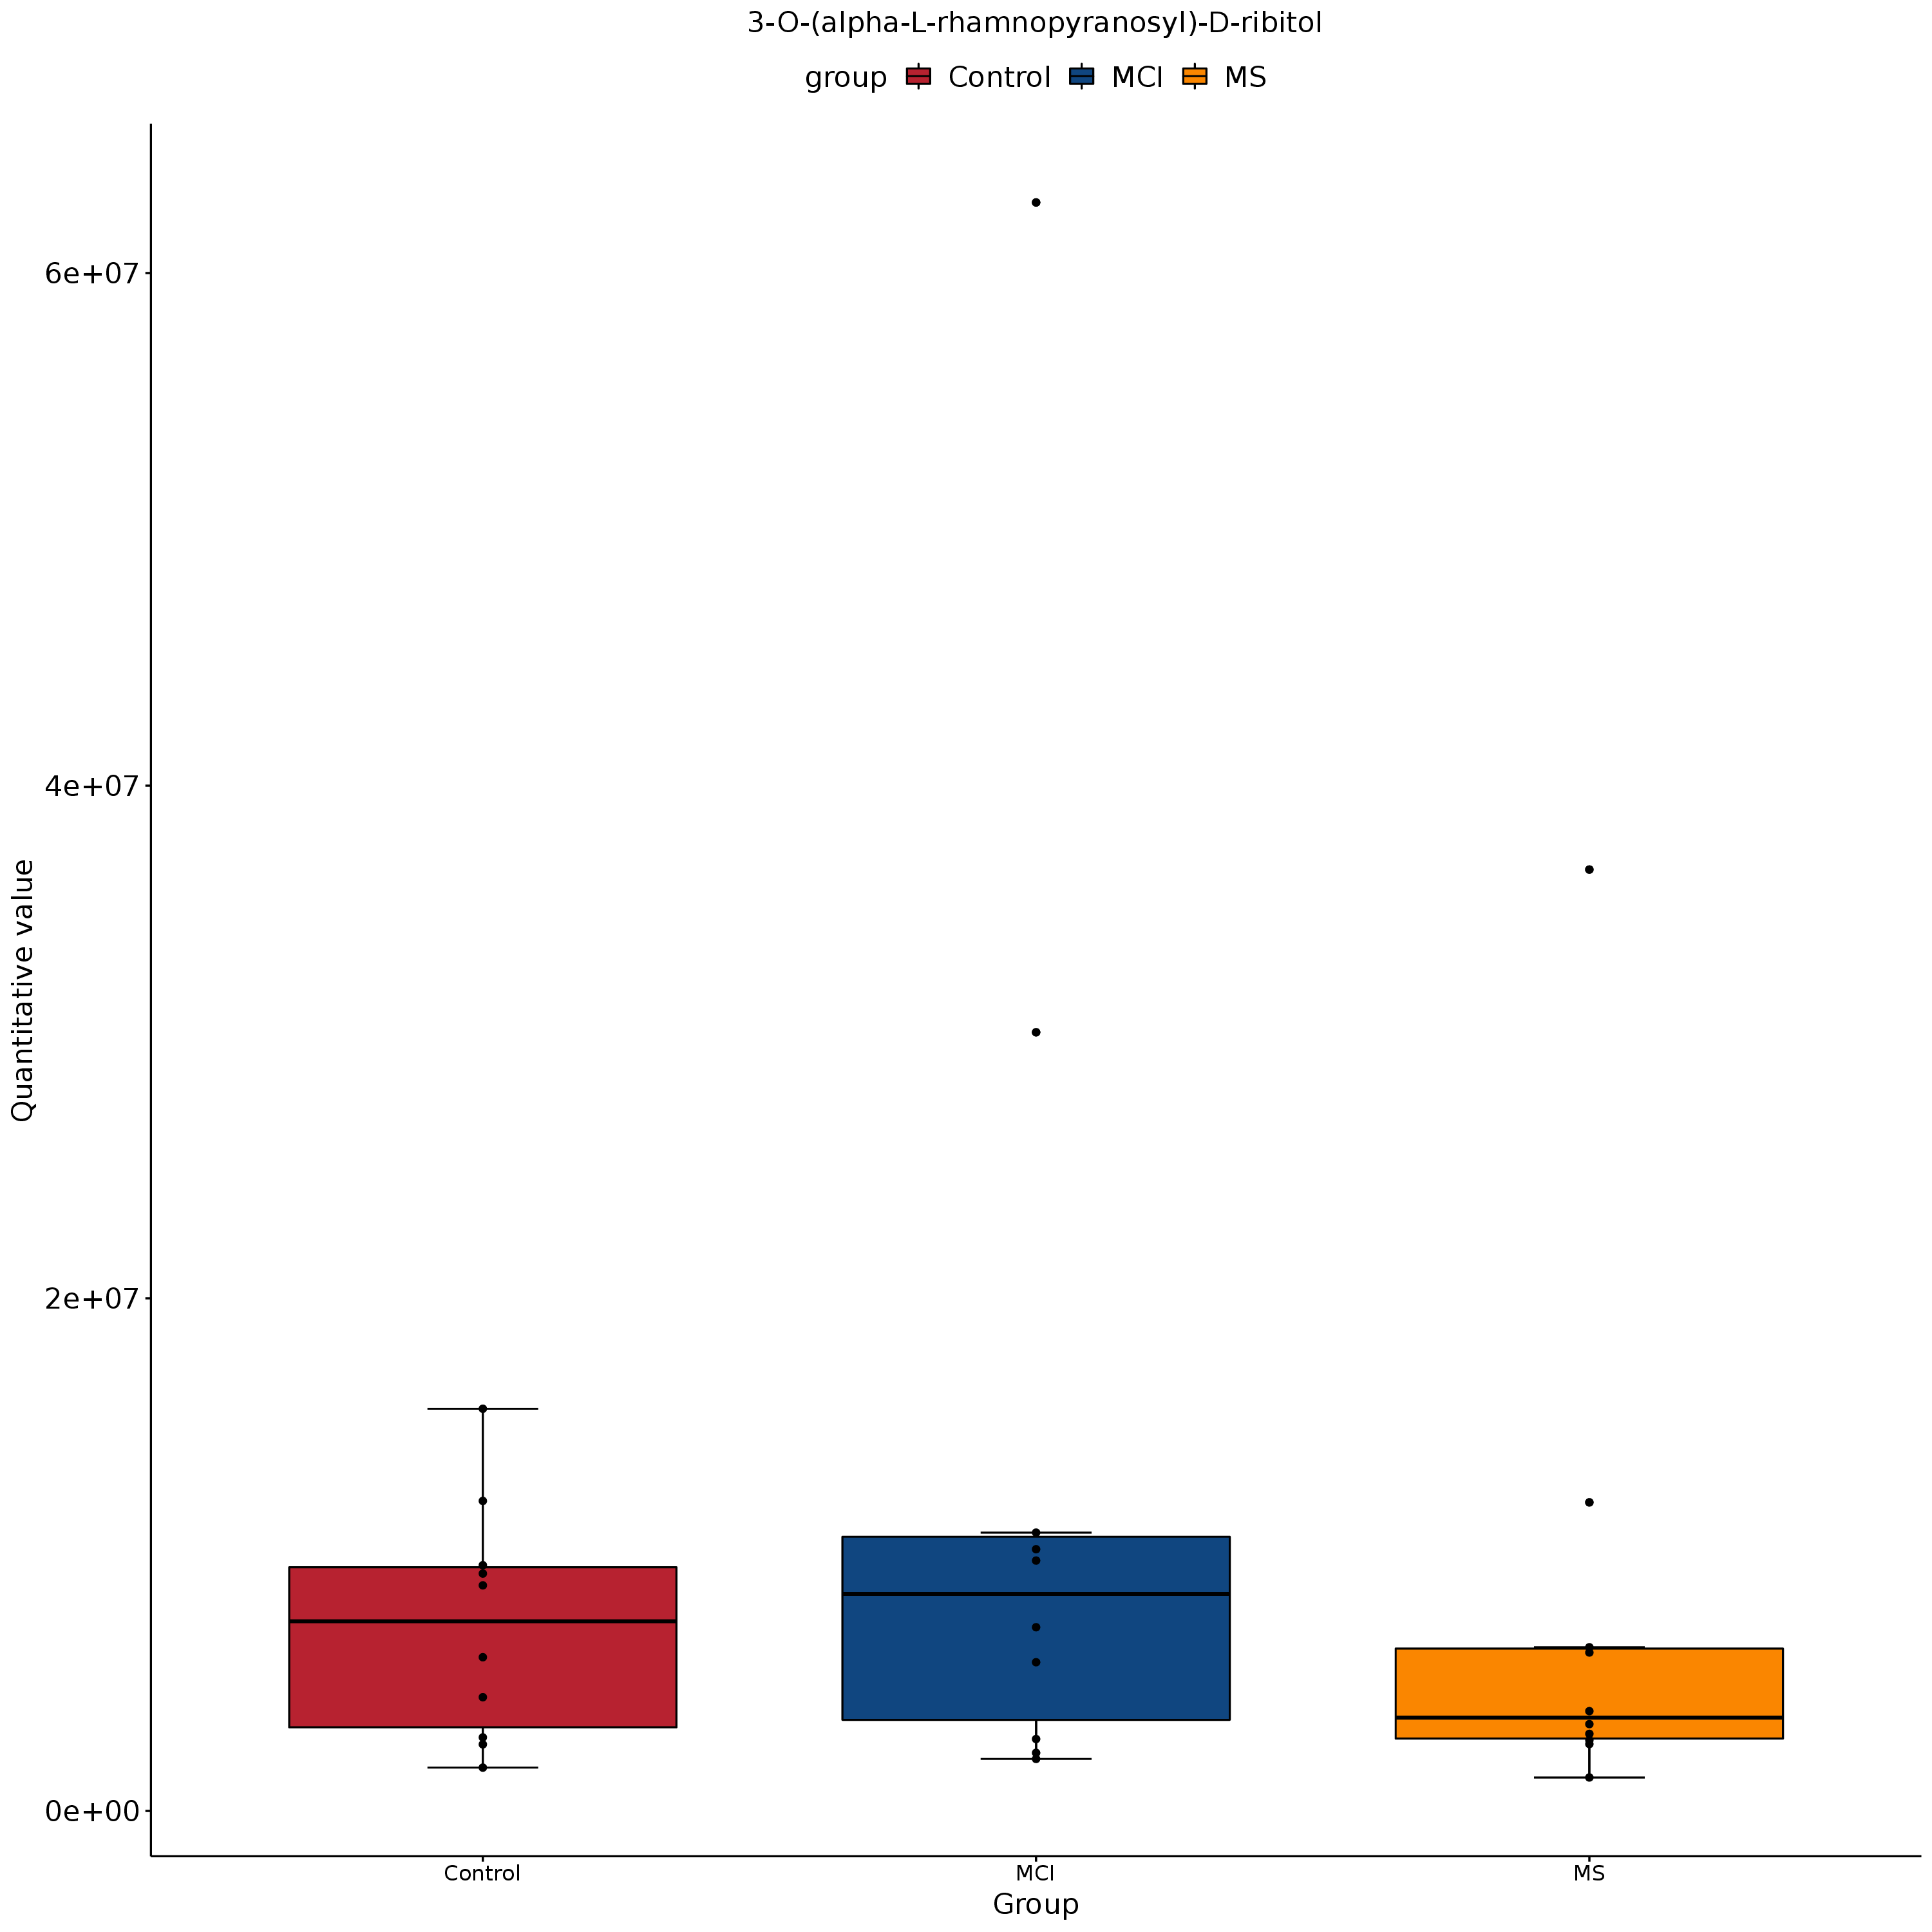 3-O-(alpha-L-rhamnopyranosyl)-D-ribitol
group Control MCI MS
6e+07
4e+07
2e+07
0e+00
Quantitative value
Control MCI MS
Group